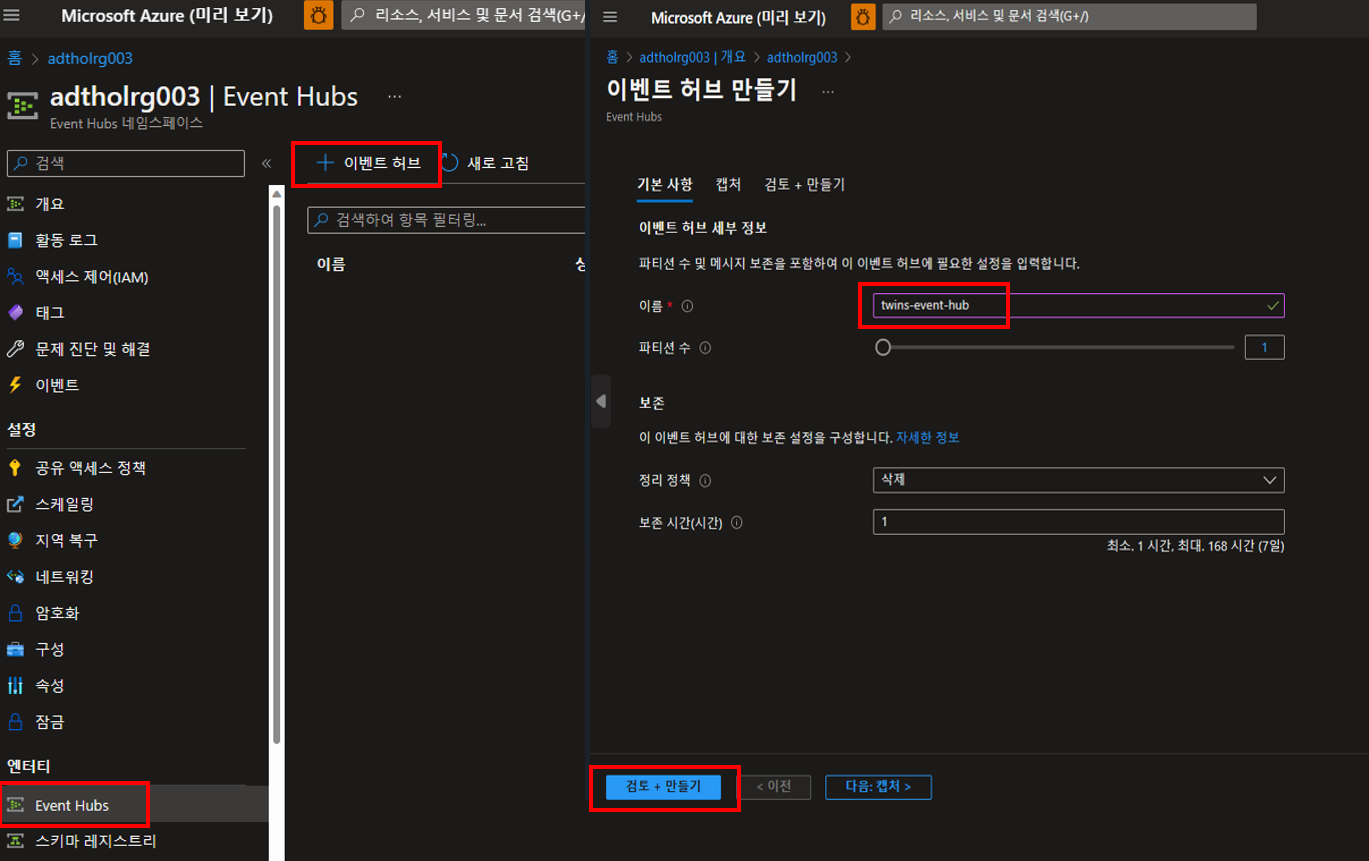 Microsoft Azure (미리 보기)
리소스, 서비스 및 문서 검색(G+/)
홈 > adtholrg003
adtholrg003 | Event Hubs ...
Event Hubs 네임스페이스
검색
«
개요
활동 로그
액세스 제어(IAM)
태그
문제 진단 및 해결
이벤트
설정
공유 액세스 정책
스케일링
지역 복구
네트워킹
암호화
구성
속성
잠금
엔터티
Event Hubs
스키마 레지스트리
+ 이벤트 허브
새로 고침
검색하여 항목 필터링...
이름
Microsoft Azure (미리 보기)
리소스, 서비스 및 문서 검색(G+/)
홈 > adtholrg003 | 개요 > adtholrg003 >
이벤트 허브 만들기 ...
Event Hubs
기본 사항 캡처 검토 + 만들기
이벤트 허브 세부 정보
파티션 수 및 메시지 보존을 포함하여 이 이벤트 허브에 필요한 설정을 입력합니다.
이름 * twins-event-hub
파티션 수 1
보존
이 이벤트 허브에 대한 보존 설정을 구성합니다. 자세한 정보
정리 정책 삭제
보존 시간(시간) 1
최소. 1 시간, 최대. 168 시간 (7일)
검토 + 만들기 < 이전 다음: 캡처 >